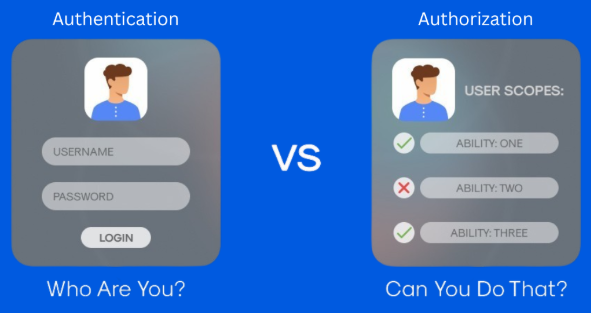 Authentication
USERNAME
PASSWORD
LOGIN
Who Are You?
VS
Authorization
USER SCOPES:
ABILITY: ONE
ABILITY: TWO
ABILITY: THREE
Can You Do That?